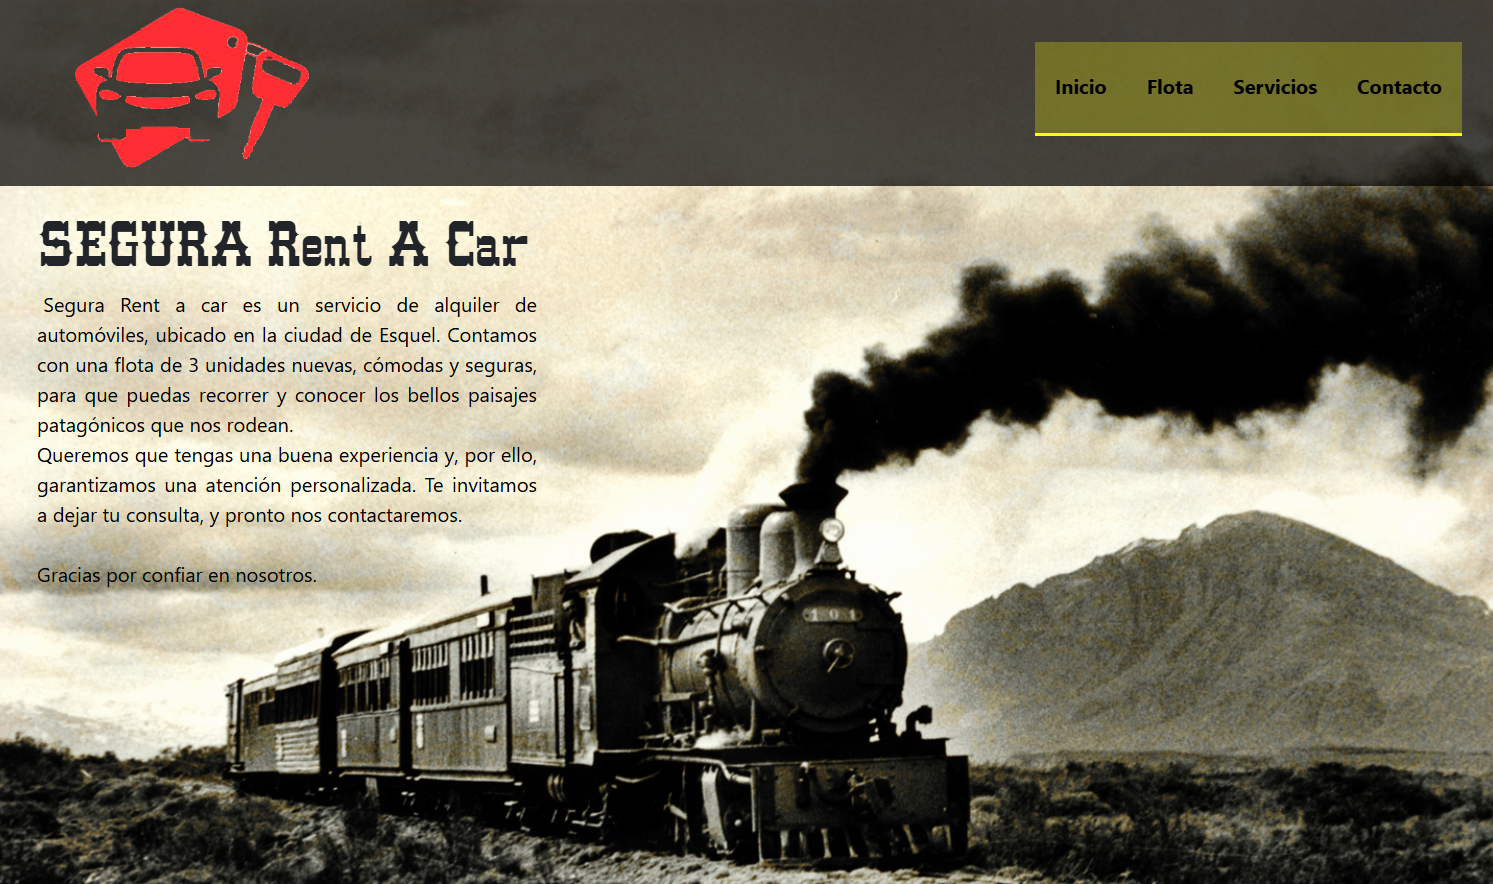 Inicio Flota Servicios Contacto
SEGURA Rent A Car
Segura Rent a car es un servicio de alquiler de
automóviles, ubicado en la ciudad de Esquel. Contamos
con una flota de 3 unidades nuevas, cómodas y seguras,
para que puedas recorrer y conocer los bellos paisajes
patagónicos que nos rodean.
Queremos que tengas una buena experiencia y, por ello,
garantizamos una atención personalizada. Te invitamos
a dejar tu consulta, y pronto nos contactaremos.
Gracias por confiar en nosotros.
101